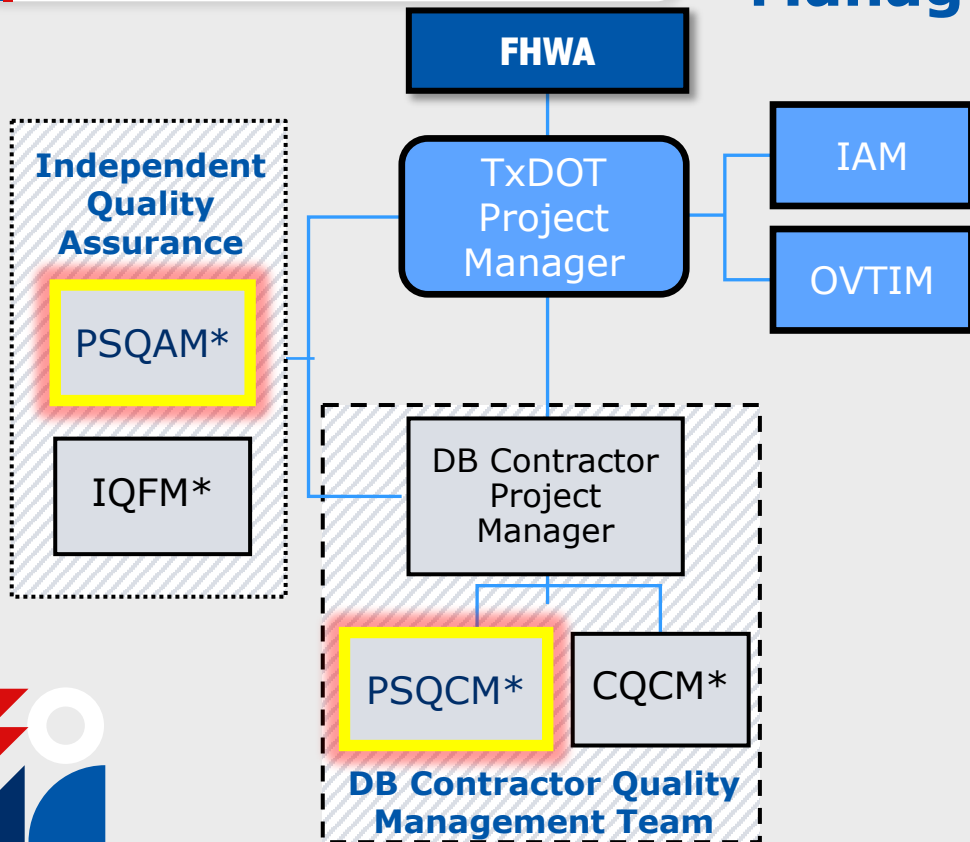 Manag
FHWA
TxDOT
Project
Manager
IAM
OVTIM
Independent
Quality
Assurance
PSQAM*
IQFM*
DB Contractor
Project
Manager
PSQCM*
CQCM*
DB Contractor Quality
Management Team